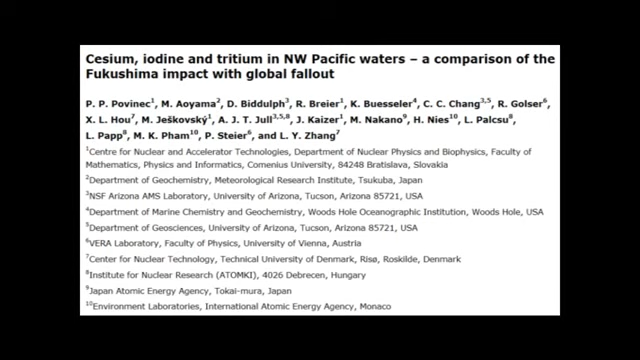 Cesium, iodine and tritium in NW Pacific waters – a comparison of the
Fukushima impact with global fallout
P. P. Povinec1, M. Aoyama2, D. Biddulph3, R. Breier1, K. Buesseler4, C. C. Chang3,5, R. Golser6,
X. L. Hou7, M. Ješkovský1, A. J. T. Jull3,5,8, J. Kaizer1, M. Nakano9, H. Nies10, L. Palcsu8,
L. Papp8, M. K. Pham10, P. Steier6, and L. Y. Zhang7
1Centre for Nuclear and Accelerator Technologies, Department of Nuclear Physics and Biophysics, Faculty of
Mathematics, Physics and Informatics, Comenius University, 84248 Bratislava, Slovakia
2Department of Geochemistry, Meteorological Research Institute, Tsukuba, Japan
3NSF Arizona AMS Laboratory, University of Arizona, Tucson, Arizona 85721, USA
4Department of Marine Chemistry and Geochemistry, Woods Hole Oceanographic Institution, Woods Hole, USA
5Department of Geosciences, University of Arizona, Tucson, Arizona 85721, USA
6VERA Laboratory, Faculty of Physics, University of Vienna, Austria
7Center for Nuclear Technology, Technical University of Denmark, Risø, Roskilde, Denmark
8Institute for Nuclear Research (ATOMKI), 4026 Debrecen, Hungary
9Japan Atomic Energy Agency, Tokai-mura, Japan
10Environment Laboratories, International Atomic Energy Agency, Monaco